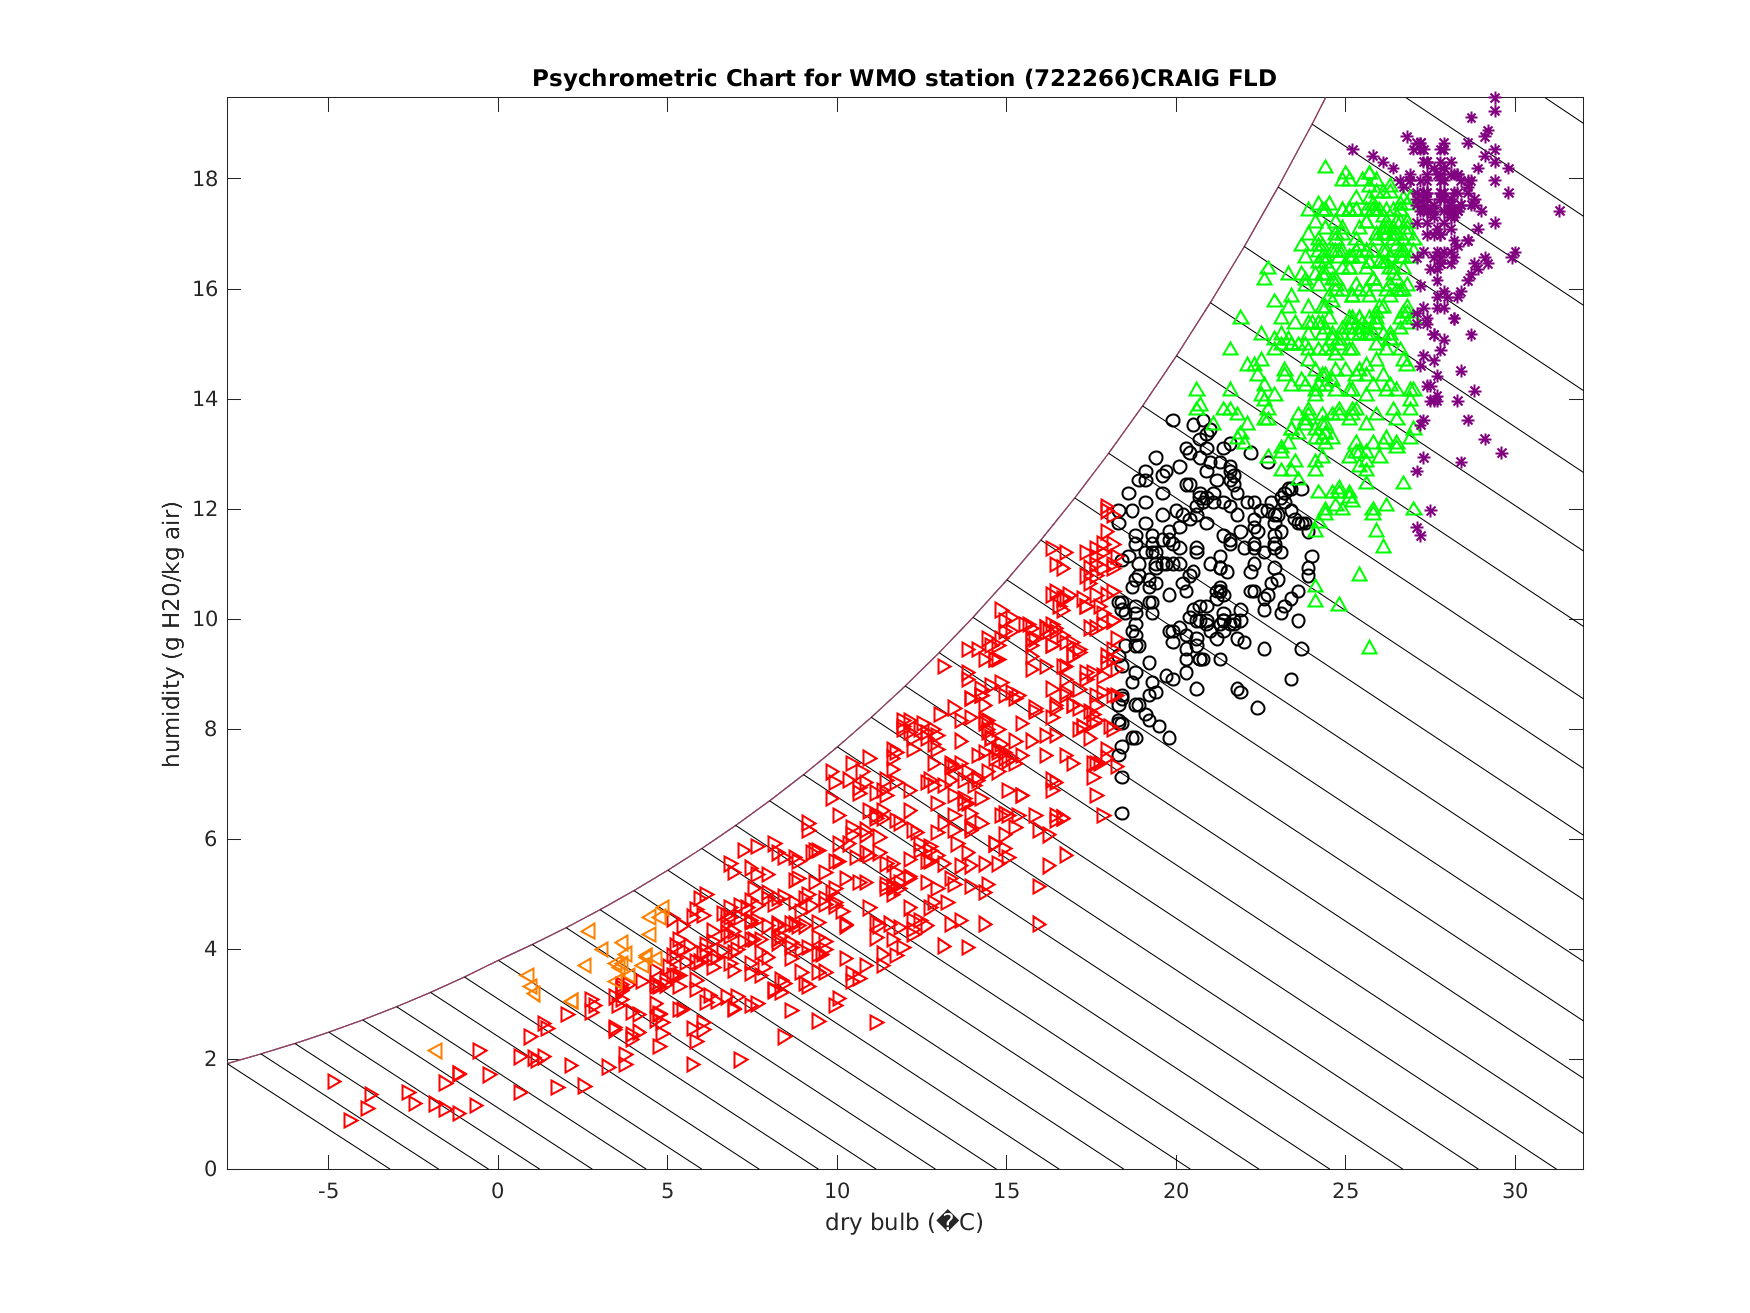 Psychrometric Chart for WMO station (722266)CRAIG FLD
18
16
14
12
10
8
6
4
2
0
humidity (g H20/kg air)
-5 0 5 10 15 20 25 30
dry bulb (�C)